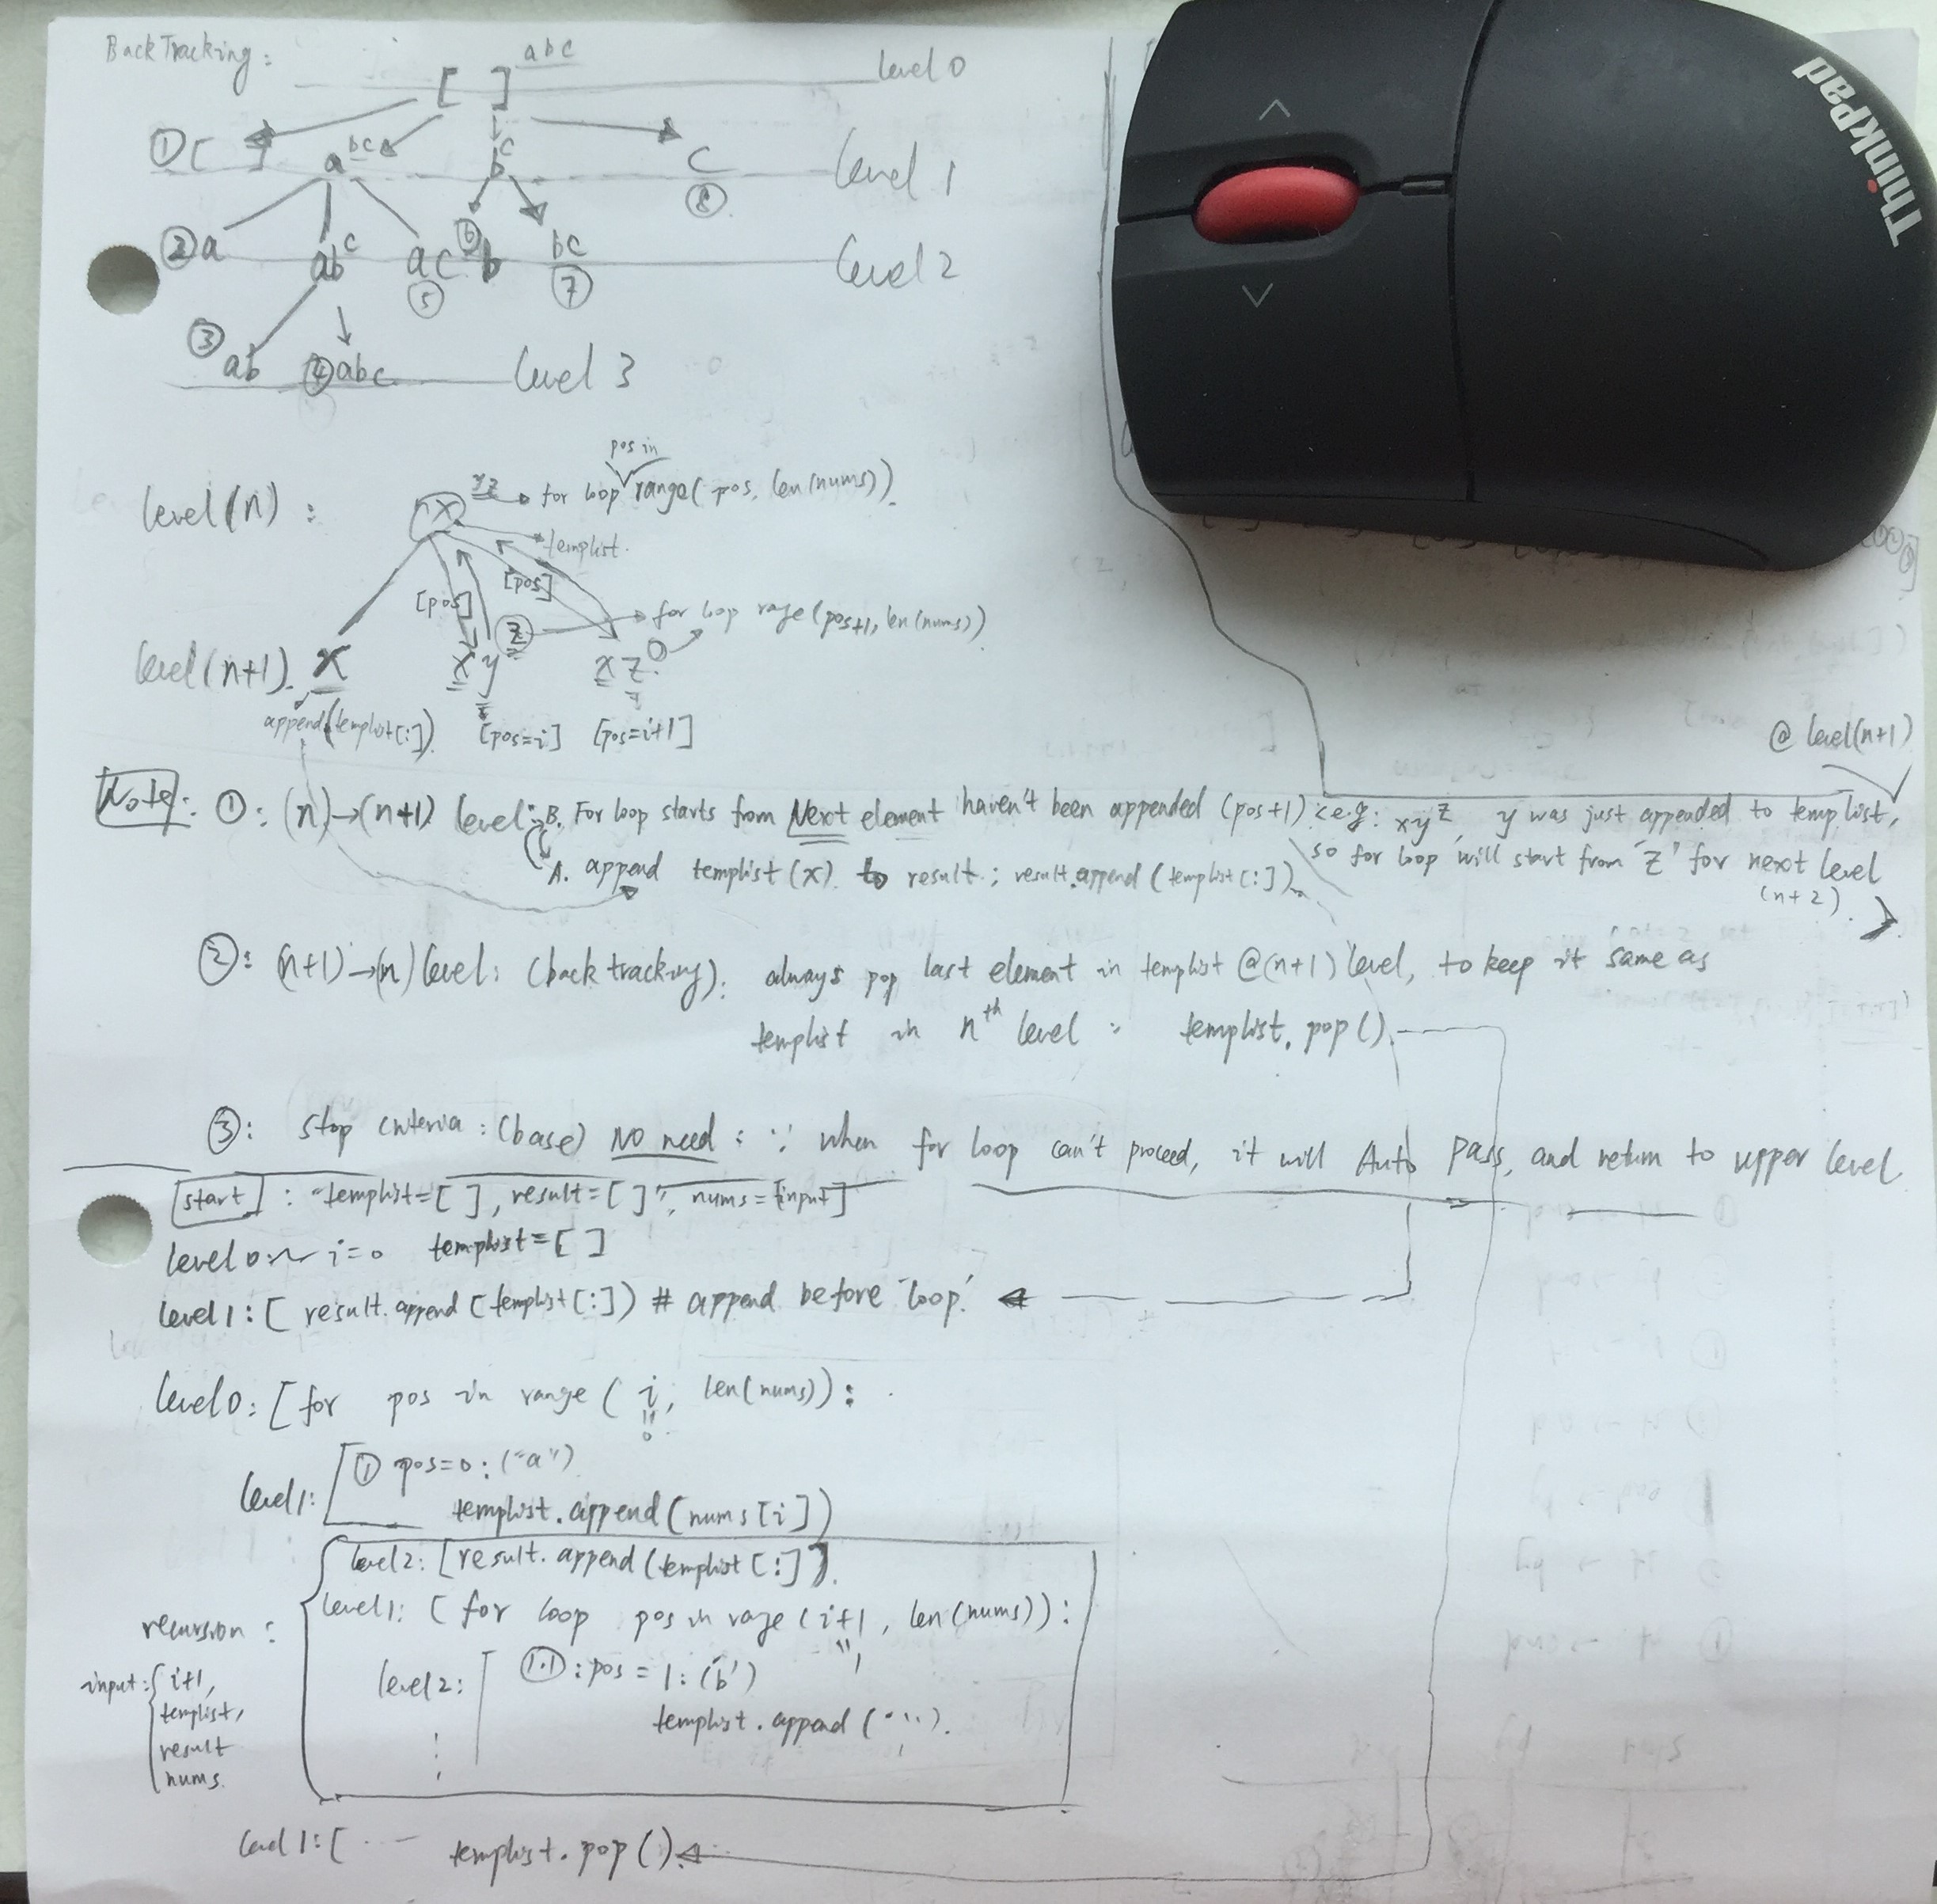 BackTracking:
[ ] abc
level 0
① [ ]
a bc
b c
c
⑧
level 1
② a
ab c
ac
⑤
⑥ b
bc
⑦
level 2
③ ab
④ abc
level 3
ThinkPad
pos in
level(n) :
x
yz → for loop range( pos, len(nums))
templist.
[pos]
[pos]
z
for loop rage(pos+1, len(nums))
level(n+1).
x
xy
xz
append(templist[:])
[pos=i]
[pos=i+1]
@ level(n+1)
Note: ①: (n)→(n+1) level: B. For loop starts from Next element haven't been appended (pos+1) <e.g: xy z, y was just appended to templist,
so for loop will start from 'z' for next level
(n+2). >
A. append templist(x) to result.; result.append(templist[:])
②: (n+1)→(n) level: (back tracking): always pop last element in templist @(n+1) level, to keep it same as
templist in nth level : templist.pop()
③: stop criteria: (base) NO need: ∵ when for loop can't proceed, it will Auto pass, and return to upper level
start : "templist=[ ], result=[ ]", nums=[input]
level 0: i=0 templist=[ ]
level 1: [ result.append(templist[:]) # append before 'loop'
level 0: [ for pos in range( i, len(nums)):
0
level 1:
① pos=0: ("a")
templist.append(nums[i])
level 2: [ result.append(templist[:])
level 1: [ for loop pos in rage(i+1, len(nums)):
recursion :
input: { i+1,
templist,
result
nums.
level 2:
1.1 : pos = 1: ('b')
templist.append(
level 1: [ ... templist.pop()